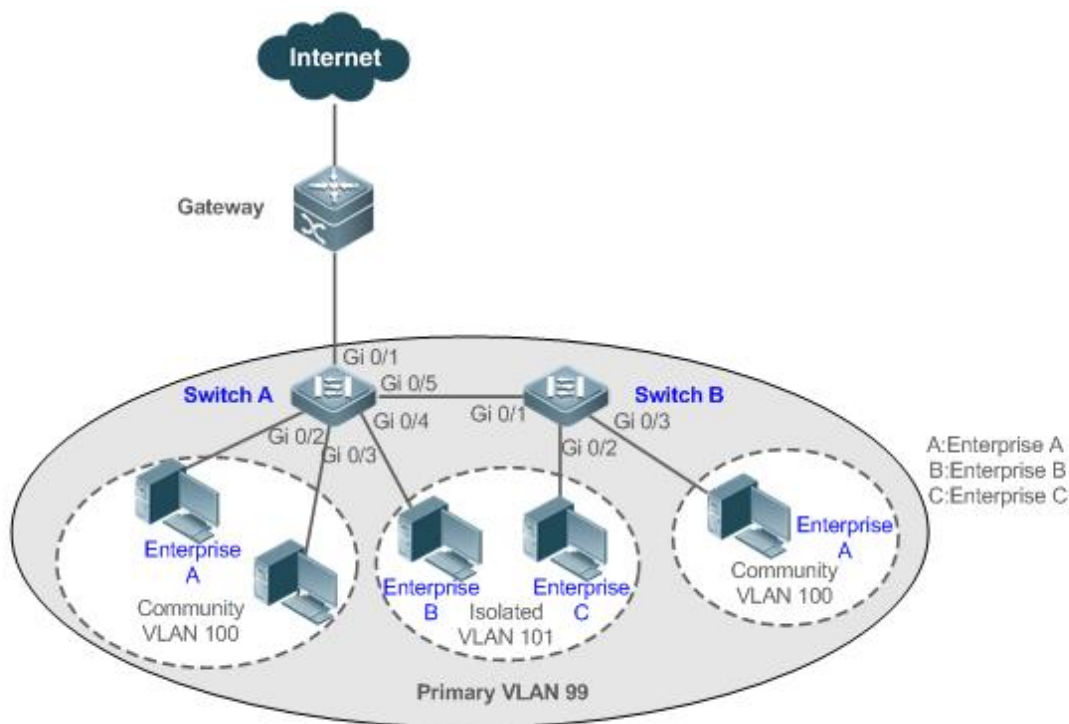 Internet
Gateway
Gi 0/1
Switch A
Gi 0/5
Switch B
Gi 0/4
Gi 0/1
Gi 0/3
Gi 0/2
Gi 0/3
Gi 0/2
A:Enterprise A
B:Enterprise B
C:Enterprise C
Enterprise
A
Community
VLAN 100
Enterprise
B
Enterprise
C
Isolated
VLAN 101
Enterprise
A
Community
VLAN 100
Primary VLAN 99